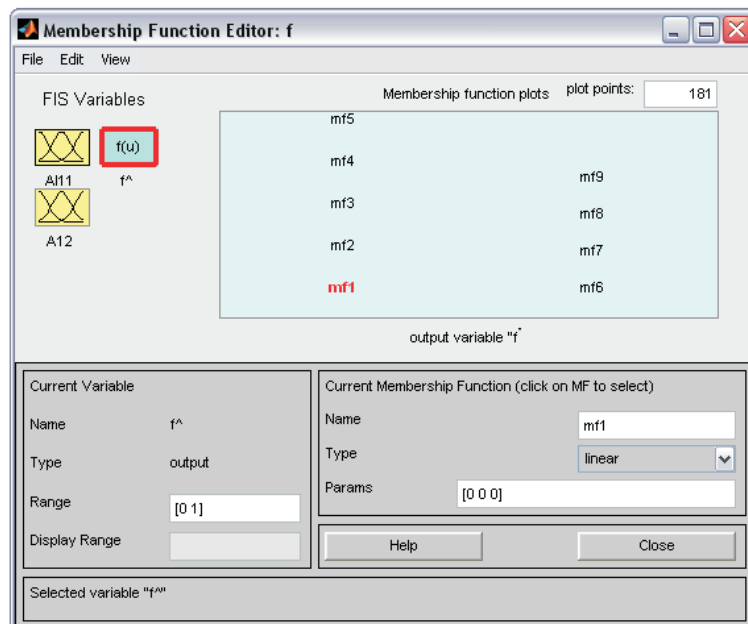 Membership Function Editor: f
File Edit View
FIS Variables
Membership function plots plot points: 181
f(u)
AI11 f^
A12
mf5
mf4
mf3
mf2
mf1
mf9
mf8
mf7
mf6
output variable "f"
Current Variable
Name f^
Type output
Range [0 1]
Display Range
Current Membership Function (click on MF to select)
Name mf1
Type linear
Params [0 0 0]
Help Close
Selected variable "f^"